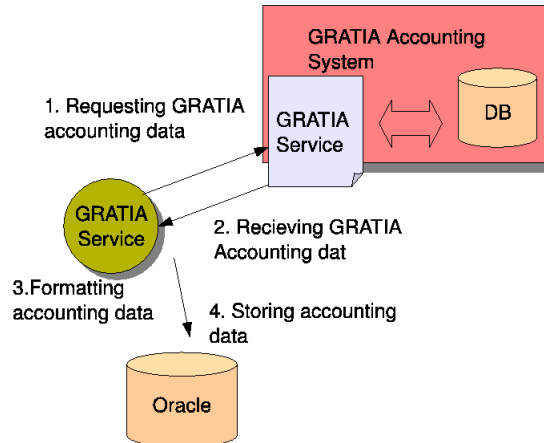 GRATIA Accounting
System
1. Requesting GRATIA
accounting data
GRATIA
Service
DB
GRATIA
Service
2. Recieving GRATIA
Accounting dat
3.Formatting
accounting data
4. Storing accounting
data
Oracle